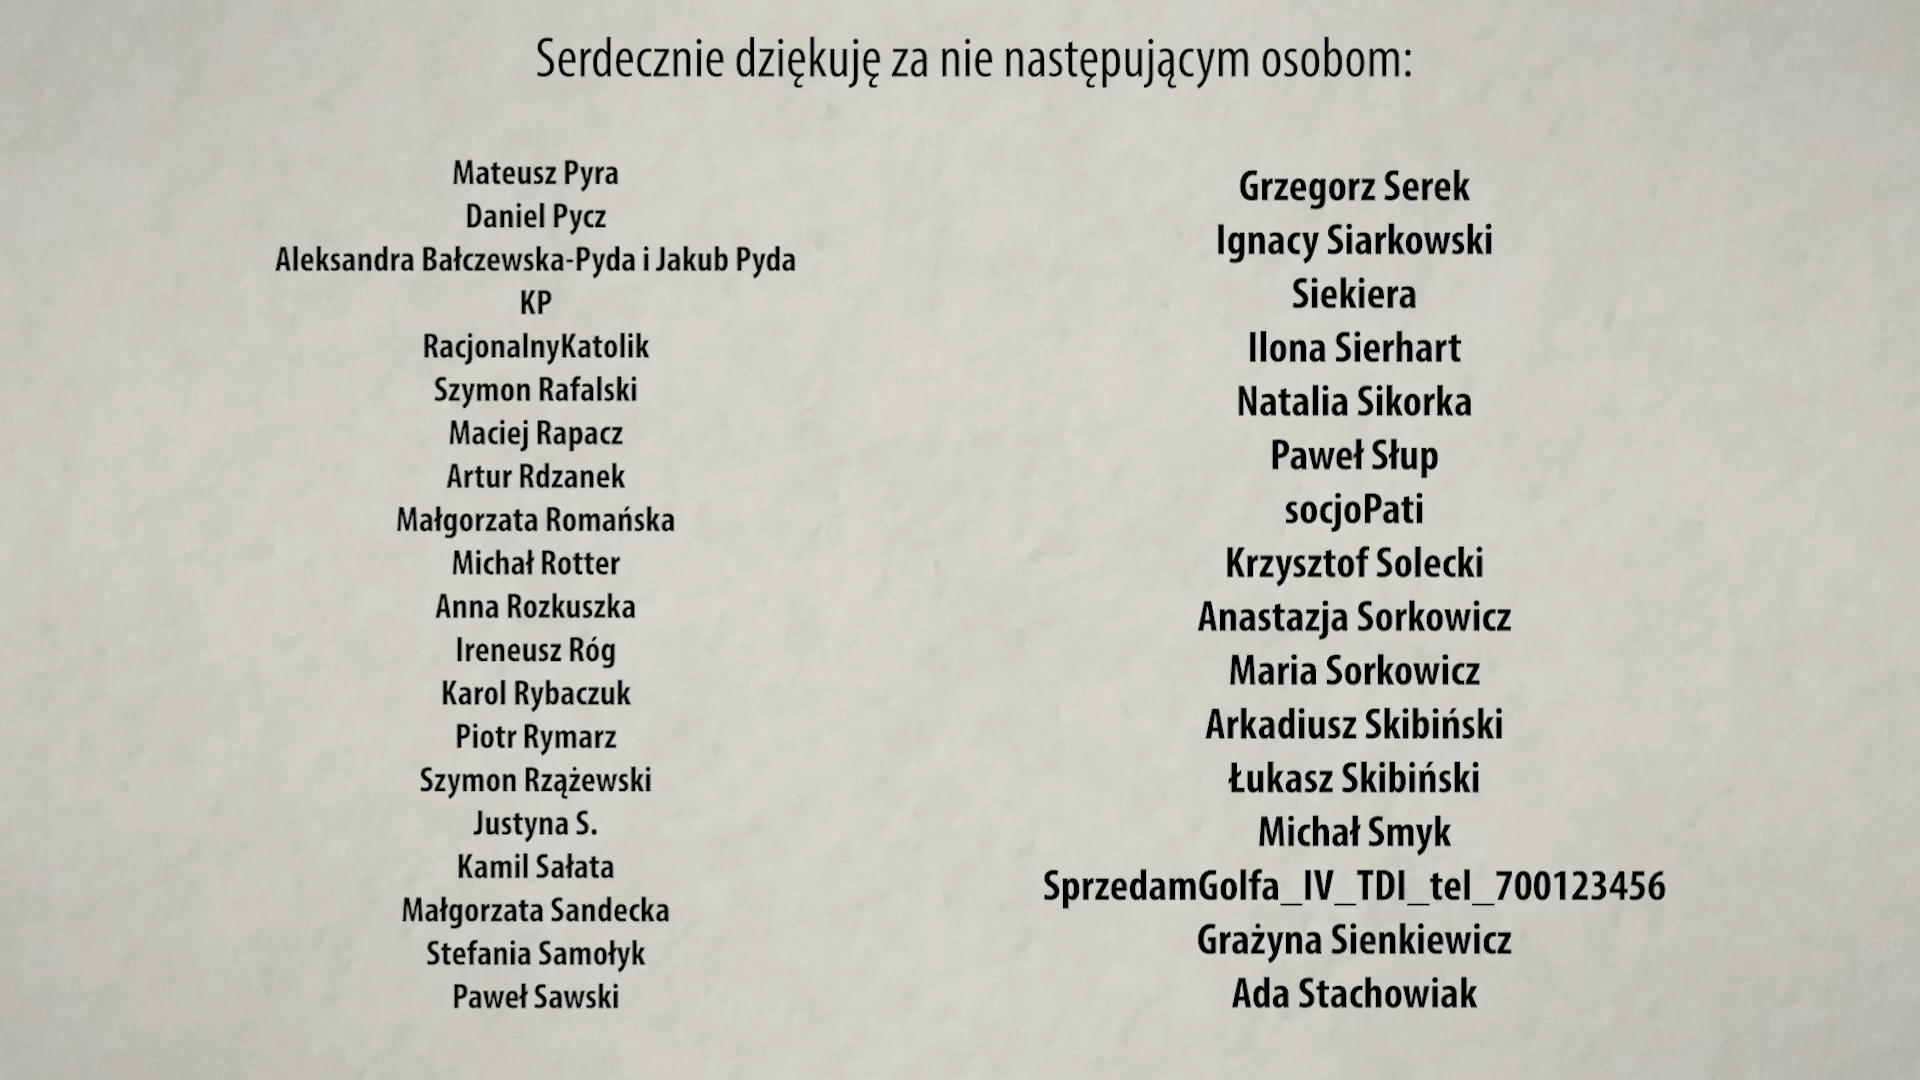 Serdecznie dziękuję za nie następującym osobom:
Mateusz Pyra
Daniel Pycz
Aleksandra Bałczewska-Pyda i Jakub Pyda
KP
RacjonalnyKatolik
Szymon Rafalski
Maciej Rapacz
Artur Rdzanek
Małgorzata Romańska
Michał Rotter
Anna Rozkuszka
Ireneusz Róg
Karol Rybaczuk
Piotr Rymarz
Szymon Rzążewski
Justyna S.
Kamil Sałata
Małgorzata Sandecka
Stefania Samołyk
Paweł Sawski
Grzegorz Serek
Ignacy Siarkowski
Siekiera
Ilona Sierhart
Natalia Sikorka
Paweł Słup
socjoPati
Krzysztof Solecki
Anastazja Sorkowicz
Maria Sorkowicz
Arkadiusz Skibiński
Łukasz Skibiński
Michał Smyk
SprzedamGolfa_IV_TDI_tel_700123456
Grażyna Sienkiewicz
Ada Stachowiak